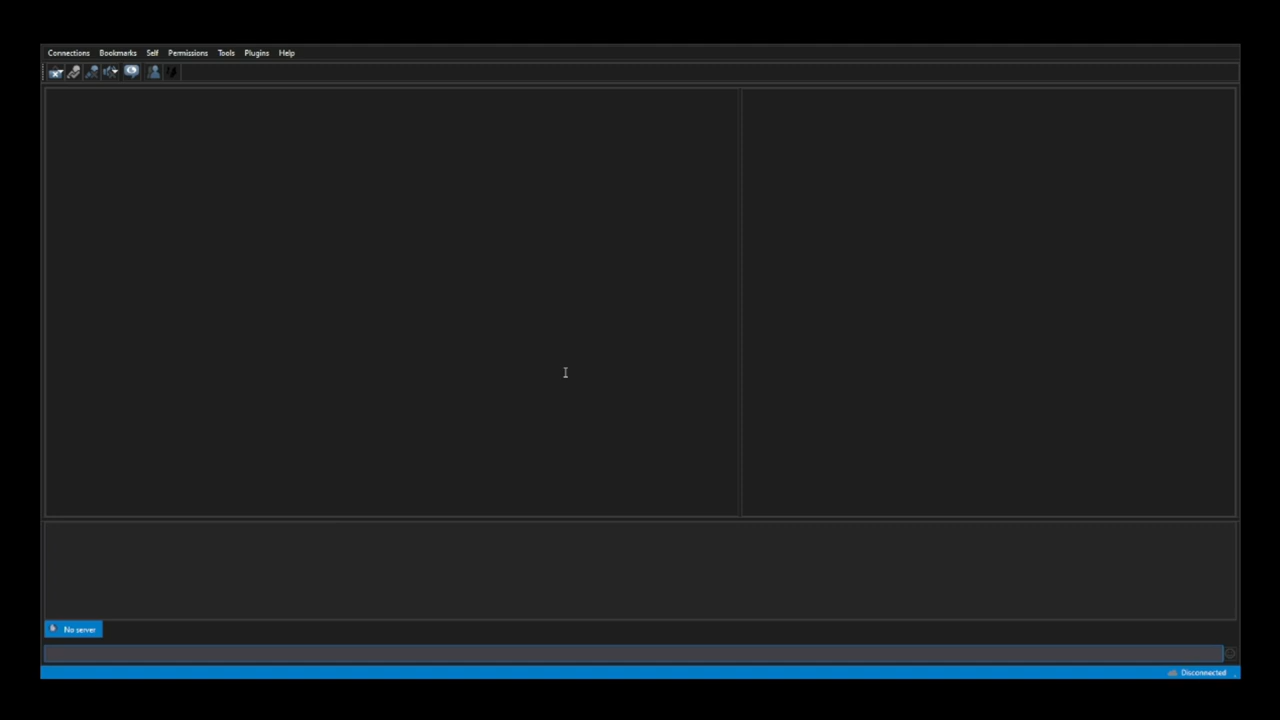 Connections Bookmarks Self Permissions Tools Plugins Help
No server
Disconnected